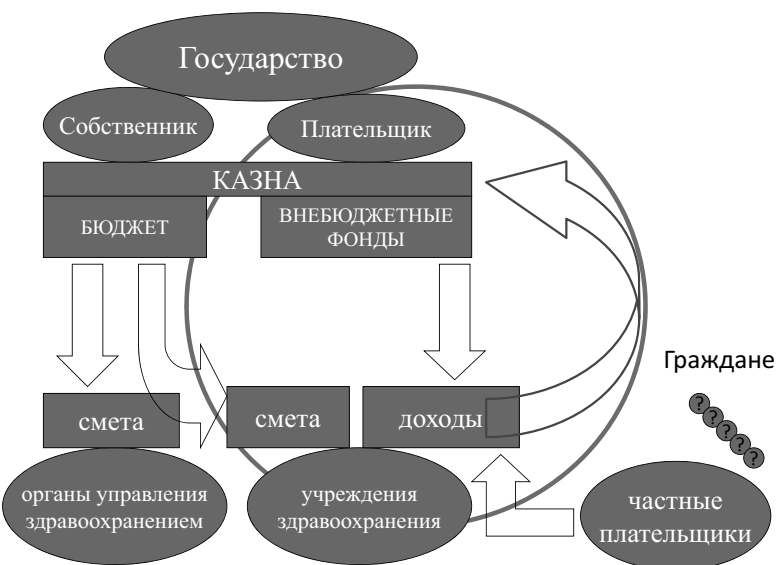 Государство
Собственник
Плательщик
КАЗНА
БЮДЖЕТ
ВНЕБЮДЖЕТНЫЕ
ФОНДЫ
Граждане
? ? ? ? ?
смета
смета
доходы
органы управления
здравоохранением
учреждения
здравоохранения
частные
плательщики